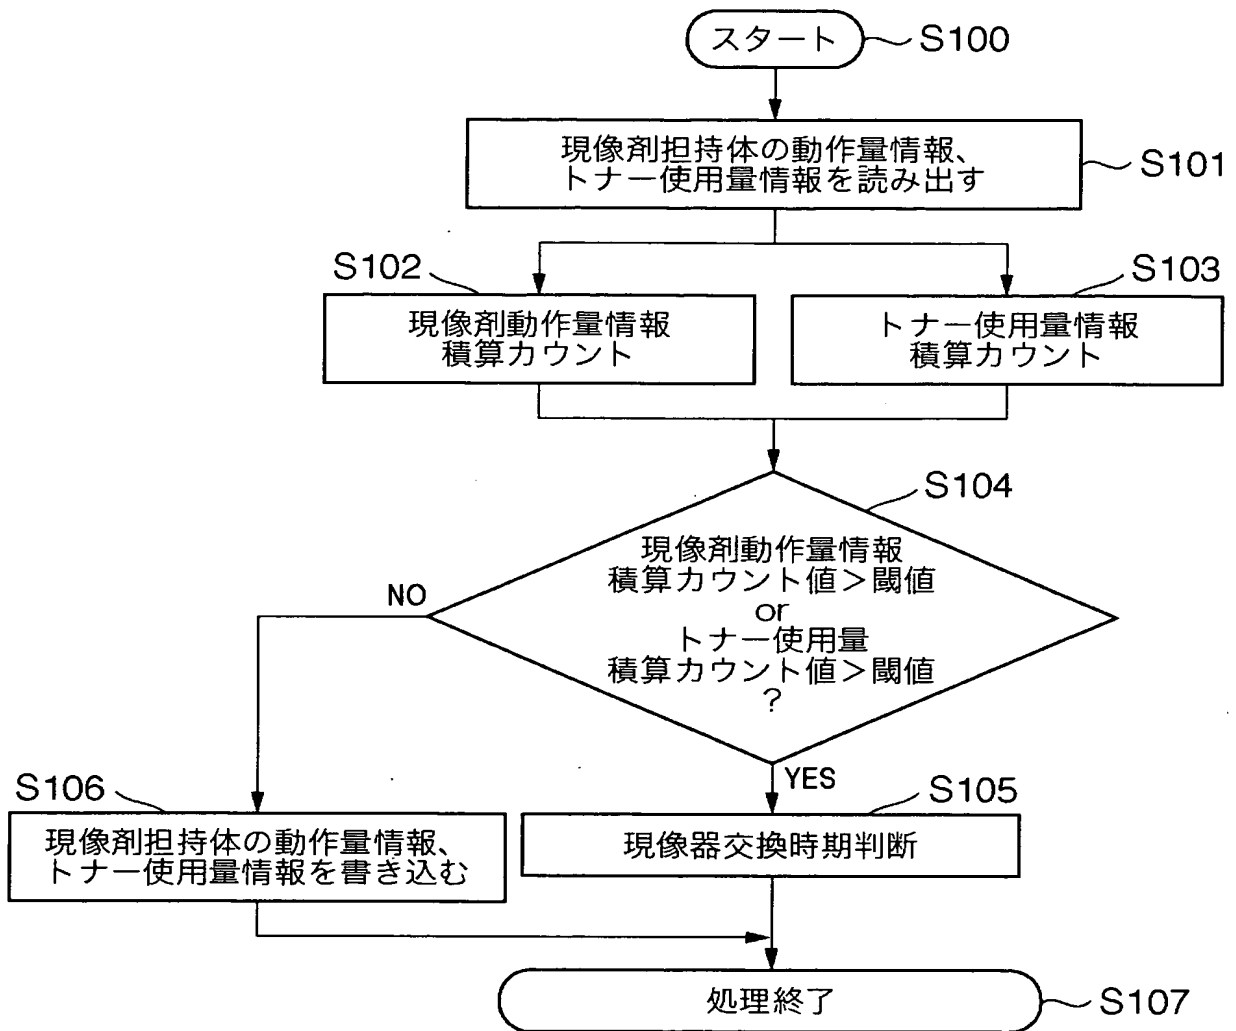 スタート
S100
現像剤担持体の動作量情報、
トナー使用量情報を読み出す
S101
S102
現像剤動作量情報
積算カウント
S103
トナー使用量情報
積算カウント
S104
現像剤動作量情報
積算カウント値>閾値
or
トナー使用量
積算カウント値>閾値
?
NO
YES
S106
現像剤担持体の動作量情報、
トナー使用量情報を書き込む
S105
現像器交換時期判断
処理終了
S107